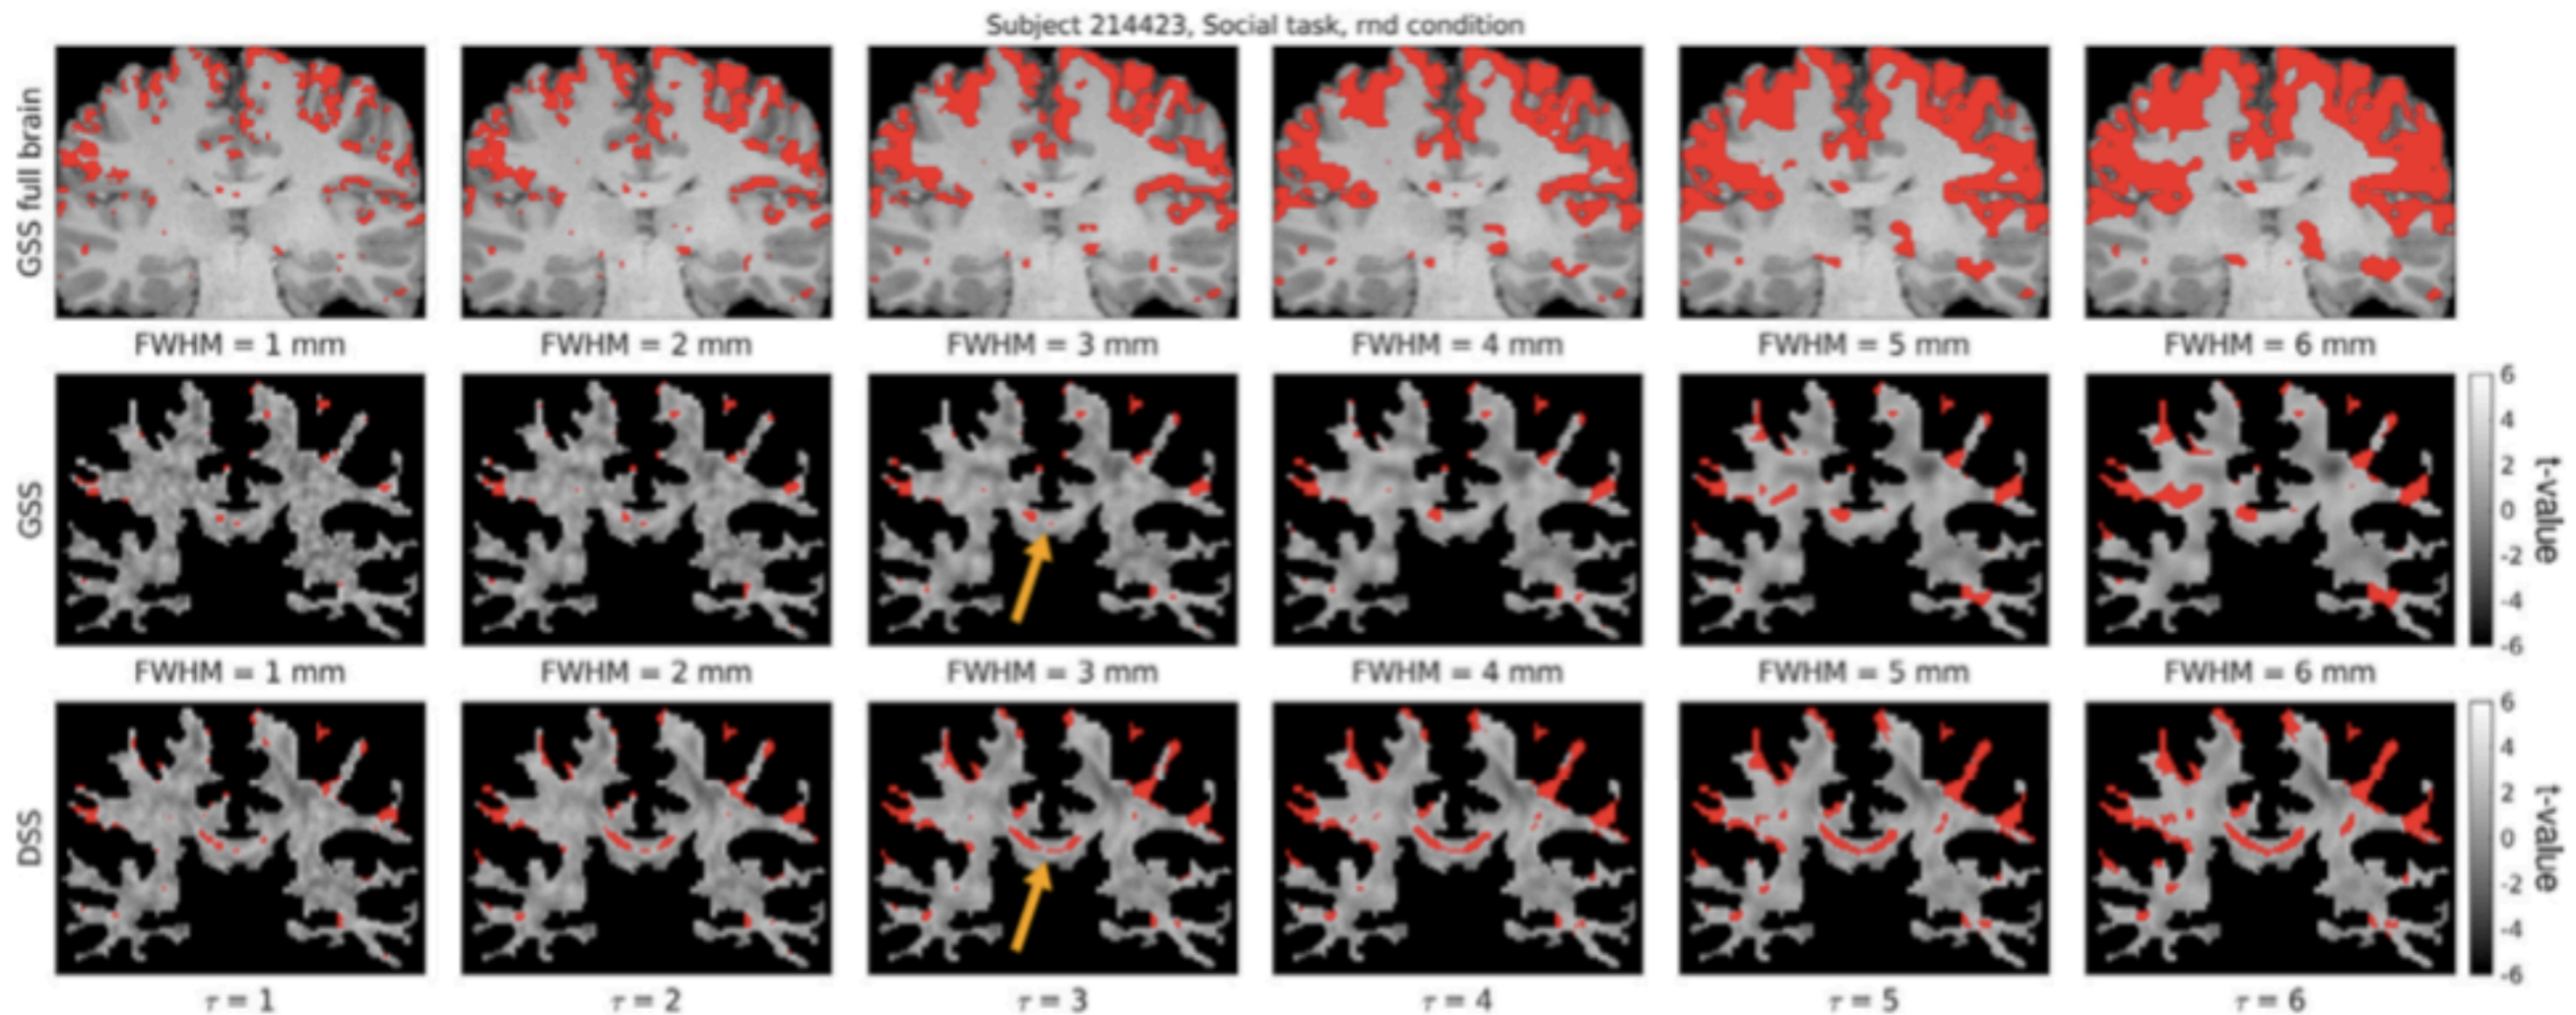 Subject 214423, Social task, rnd condition
GSS full brain
FWHM = 1 mm FWHM = 2 mm FWHM = 3 mm FWHM = 4 mm FWHM = 5 mm FWHM = 6 mm
GSS
6
4
2
0
-2
-4
-6
t-value
FWHM = 1 mm FWHM = 2 mm FWHM = 3 mm FWHM = 4 mm FWHM = 5 mm FWHM = 6 mm
DSS
6
4
2
0
-2
-4
-6
t-value
τ = 1 τ = 2 τ = 3 τ = 4 τ = 5 τ = 6